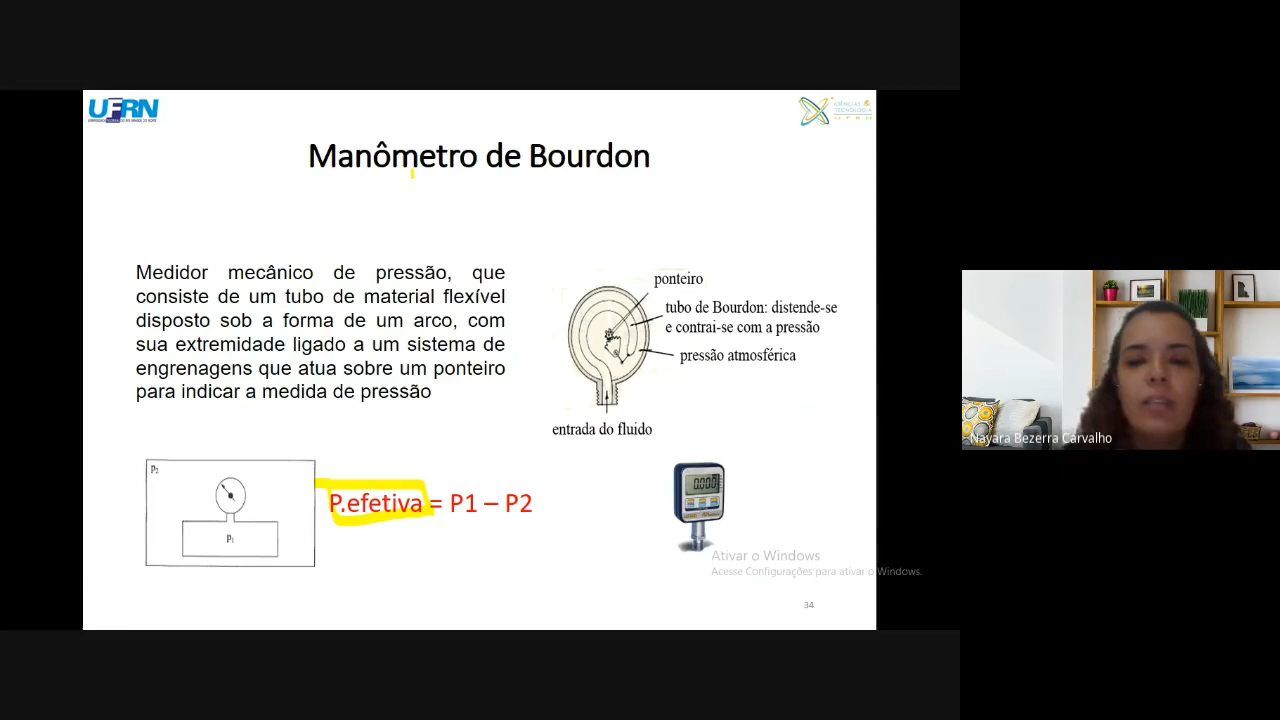 UFRN
CIÊNCIAS &
TECNOLOGIA
UFRN
Manômetro de Bourdon
Medidor mecânico de pressão, que
consiste de um tubo de material flexível
disposto sob a forma de um arco, com
sua extremidade ligado a um sistema de
engrenagens que atua sobre um ponteiro
para indicar a medida de pressão
ponteiro
tubo de Bourdon: distende-se
e contrai-se com a pressão
pressão atmosférica
entrada do fluido
P₂
P₁
P.efetiva = P1 – P2
0.000
Ativar o Windows
Acesse Configurações para ativar o Windows.
34
Nayara Bezerra Carvalho